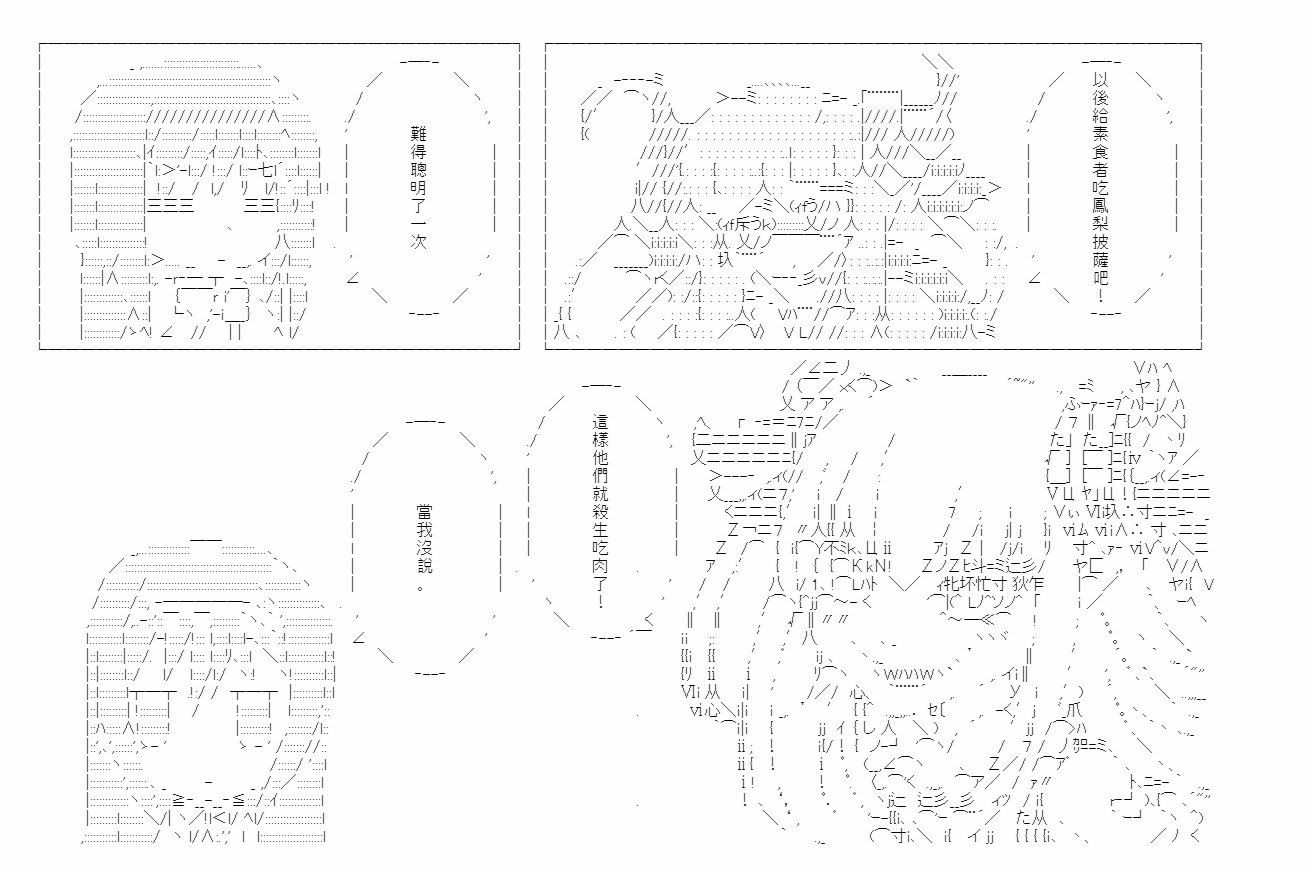 難得聰明了一次
以後給素食者吃鳳梨披薩吧！
這樣他們就殺生吃肉了！
當我沒說。